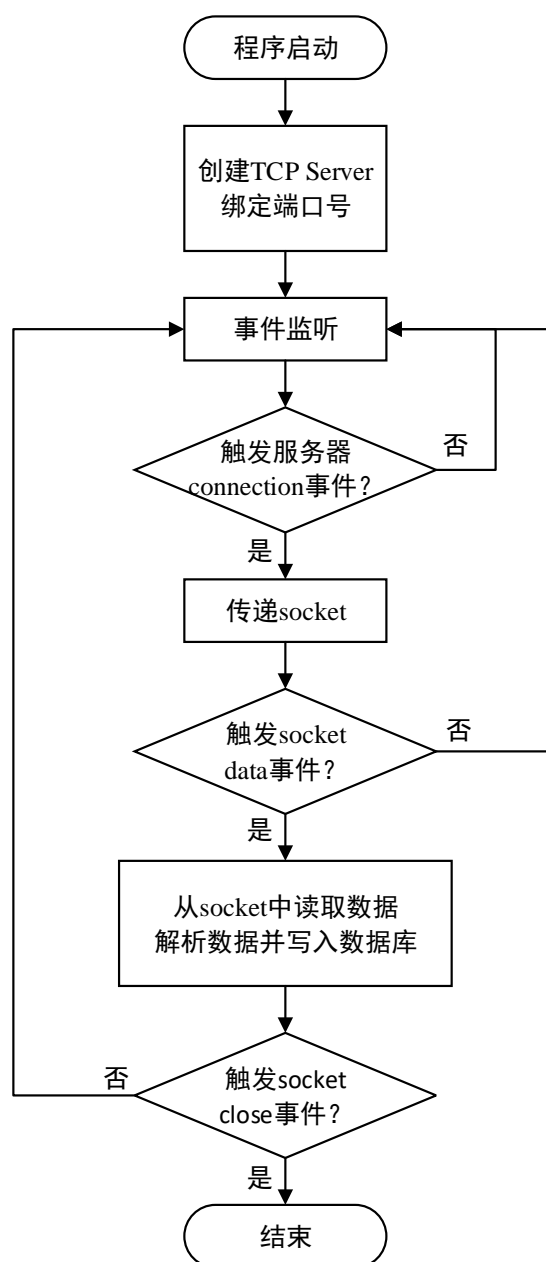 程序启动
创建TCP Server
绑定端口号
事件监听
触发服务器
connection事件？
否
是
传递socket
触发socket
data事件？
否
是
从socket中读取数据
解析数据并写入数据库
否
触发socket
close事件？
是
结束